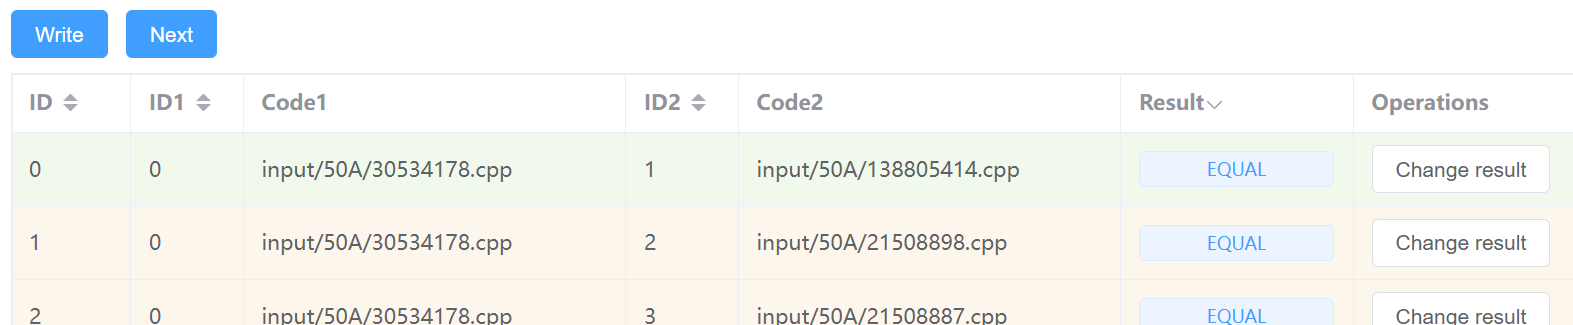 Write Next
ID ID1 Code1 ID2 Code2 Result Operations
0 0 input/50A/30534178.cpp 1 input/50A/138805414.cpp EQUAL Change result
1 0 input/50A/30534178.cpp 2 input/50A/21508898.cpp EQUAL Change result
2 0 input/50A/30534178.cpp 3 input/50A/21508887.cpp EQUAL Change result